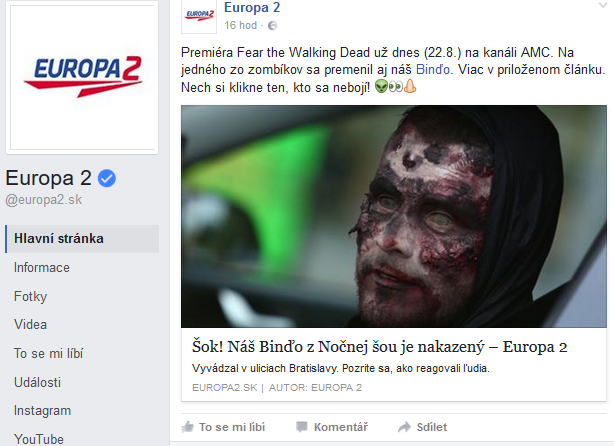 EUROPA 2
Europa 2
@europa2.sk
Hlavní stránka
Informace
Fotky
Videa
To se mi líbí
Události
Instagram
YouTube
EUROPA 2
Europa 2
16 hod ·
Premiéra Fear the Walking Dead už dnes (22.8.) na kanáli AMC. Na
jedného zo zombíkov sa premenil aj náš Binďo. Viac v priloženom článku.
Nech si klikne ten, kto sa nebojí! 👽👀👃
Šok! Náš Binďo z Nočnej šou je nakazený – Europa 2
Vyvádzal v uliciach Bratislavy. Pozrite sa, ako reagovali ľudia.
EUROPA2.SK | AUTOR: EUROPA 2
To se mi líbí Komentář Sdílet